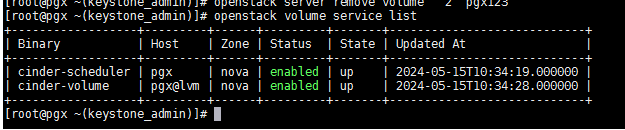 [root@pgx ~(keystone_admin)]# openstack server remove volume 2 pgx123
[root@pgx ~(keystone_admin)]# openstack volume service list
+------------------+---------+------+---------+-------+----------------------------+
| Binary | Host | Zone | Status | State | Updated At |
+------------------+---------+------+---------+-------+----------------------------+
| cinder-scheduler | pgx | nova | enabled | up | 2024-05-15T10:34:19.000000 |
| cinder-volume | pgx@lvm | nova | enabled | up | 2024-05-15T10:34:28.000000 |
+------------------+---------+------+---------+-------+----------------------------+
[root@pgx ~(keystone_admin)]#